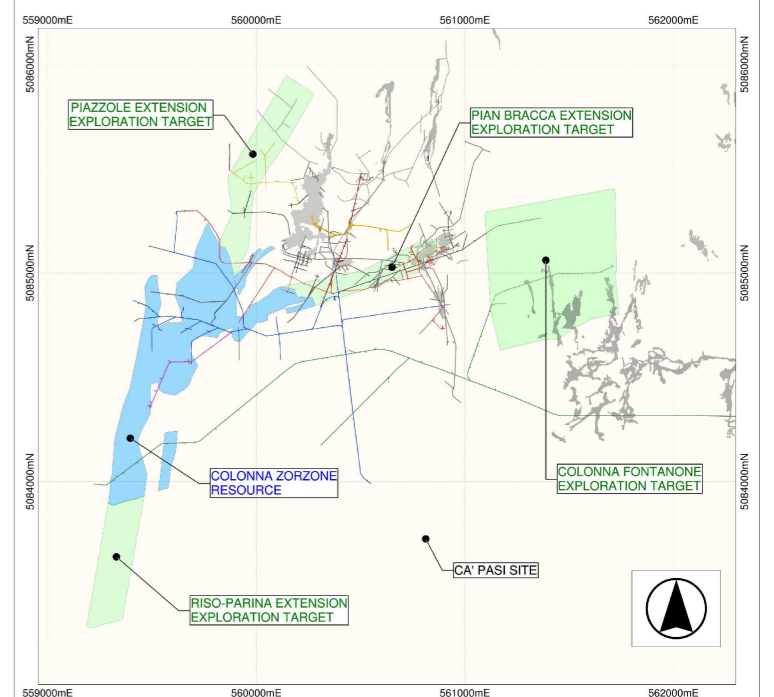 559000mE 560000mE 561000mE 562000mE
5086000mN 5086000mN
PIAZZOLE EXTENSION
EXPLORATION TARGET
PIAN BRACCA EXTENSION
EXPLORATION TARGET
5085000mN 5085000mN
COLONNA ZORZONE
RESOURCE
COLONNA FONTANONE
EXPLORATION TARGET
5084000mN 5084000mN
CA' PASI SITE
RISO-PARINA EXTENSION
EXPLORATION TARGET
559000mE 560000mE 561000mE 562000mE